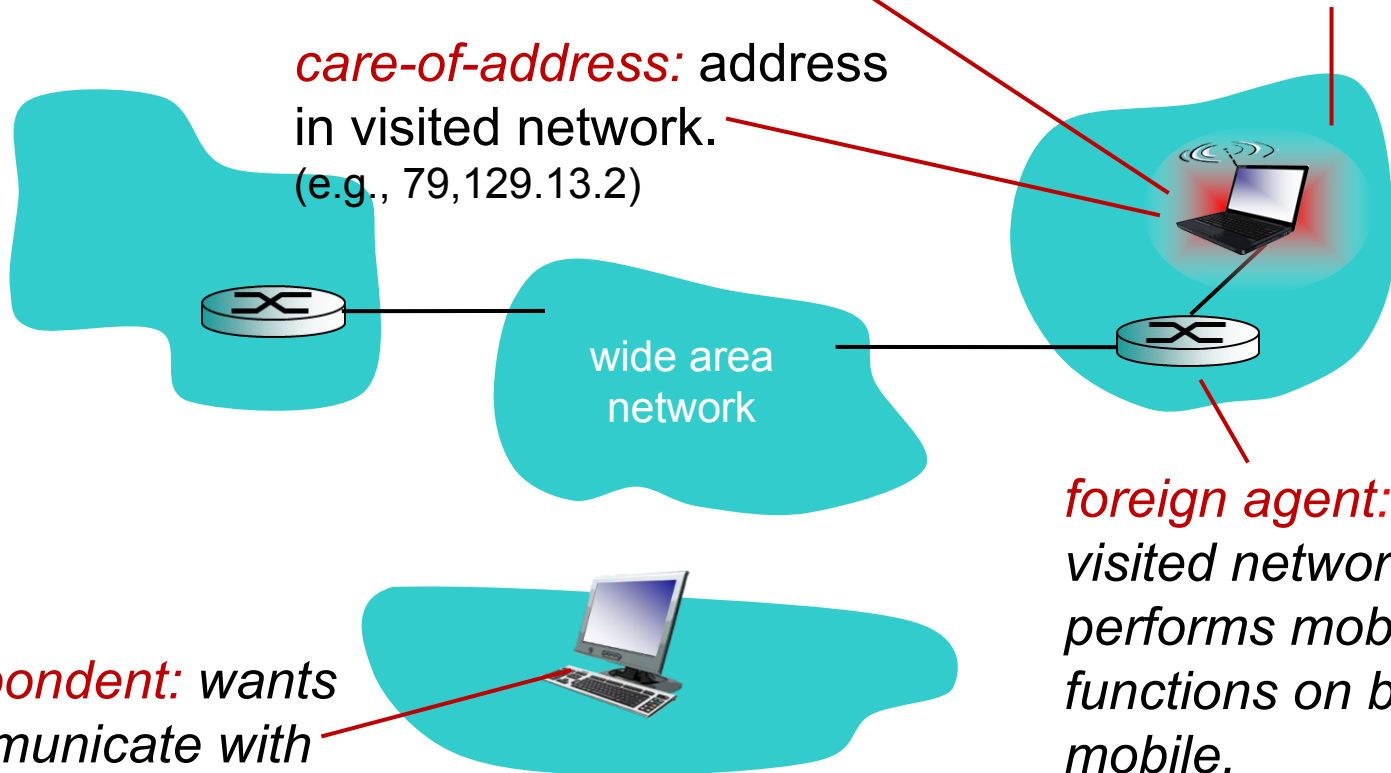 care-of-address: address
in visited network.
(e.g., 79,129.13.2)
wide area
network
foreign agent:
visited networ
performs mob
functions on b
mobile.
pondent: wants
municate with